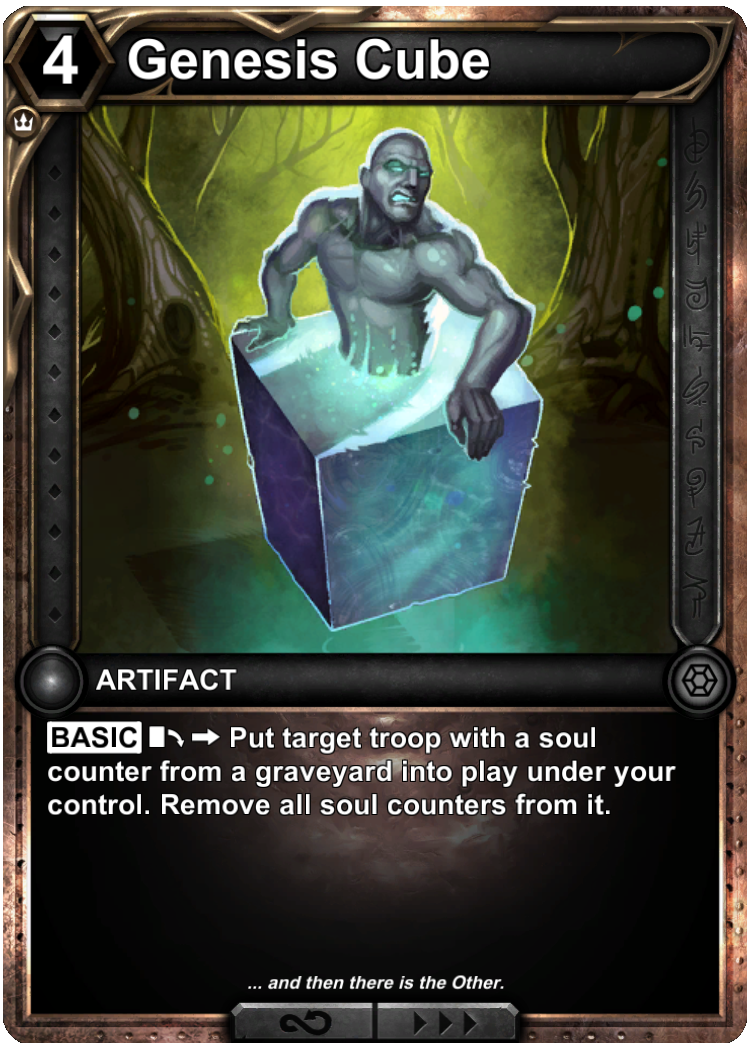 4 Genesis Cube
ARTIFACT
BASIC → Put target troop with a soul
counter from a graveyard into play under your
control. Remove all soul counters from it.
... and then there is the Other.